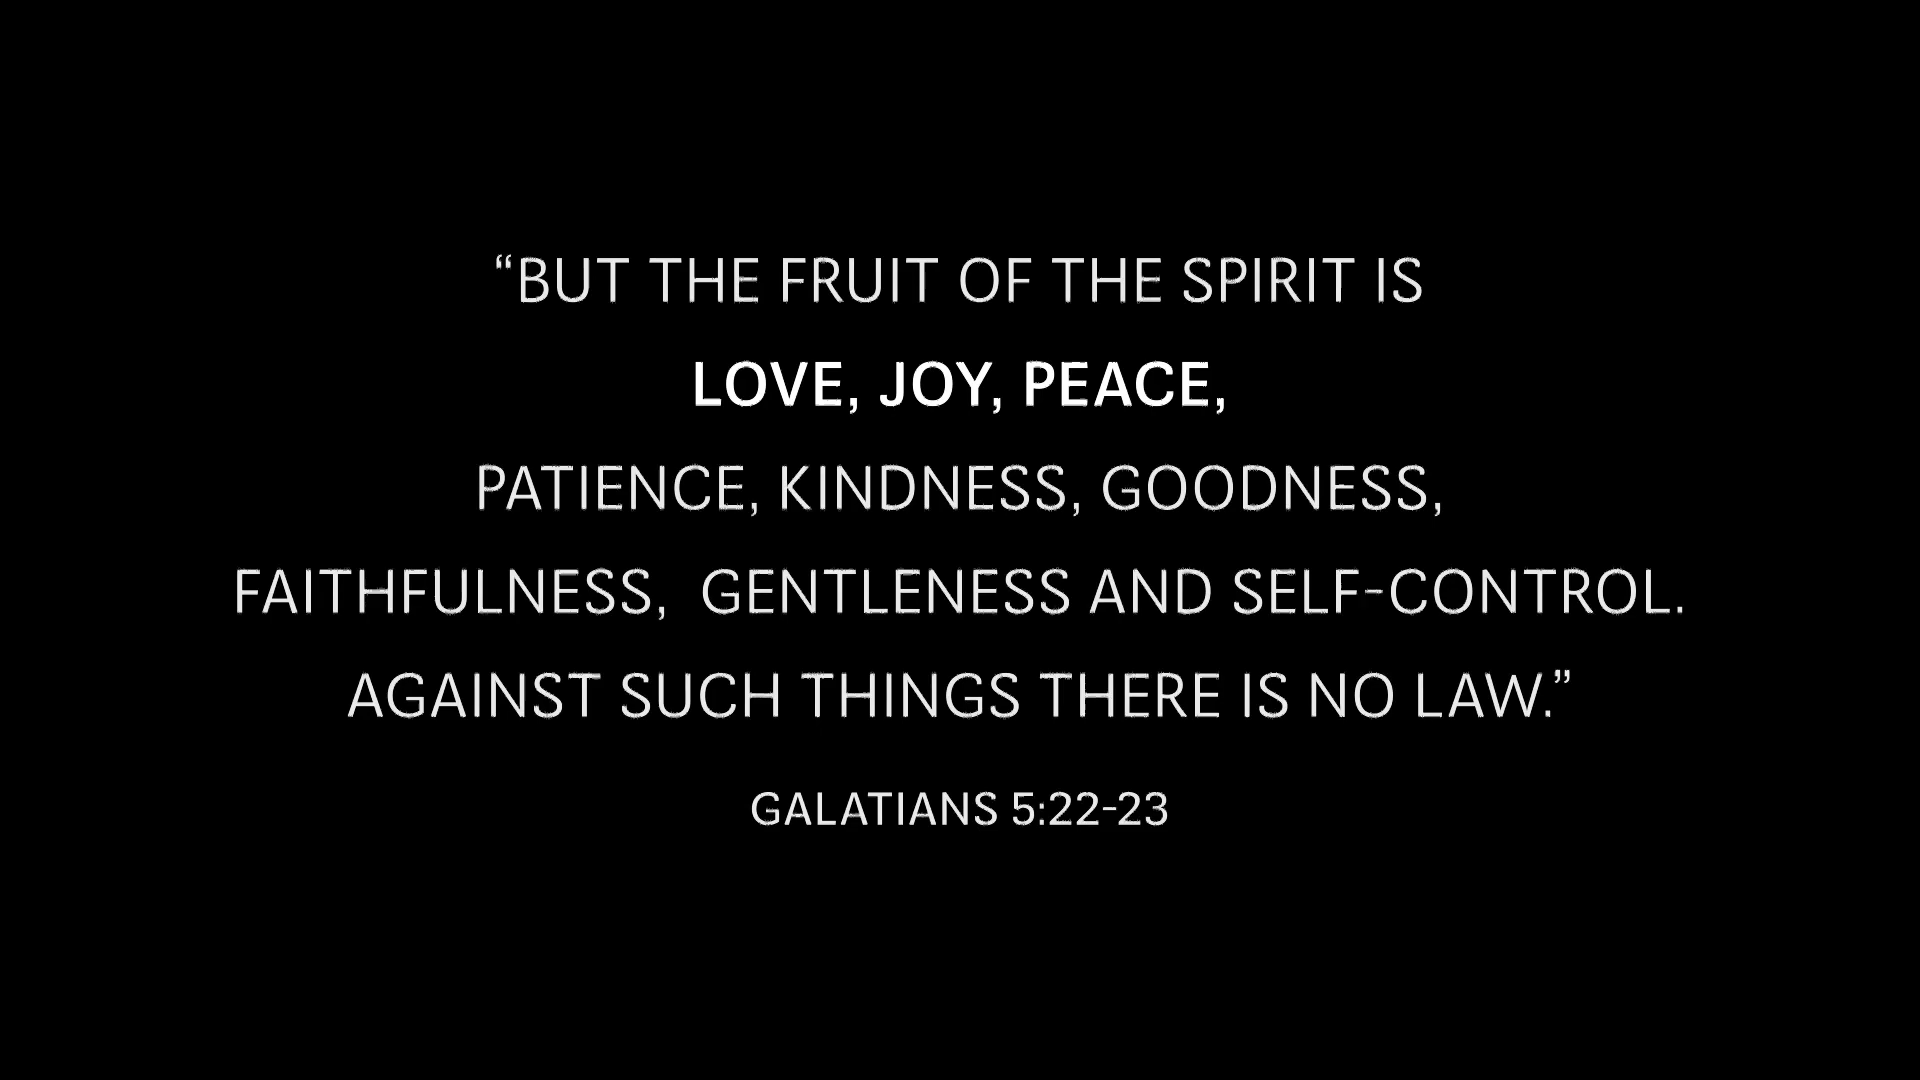 “BUT THE FRUIT OF THE SPIRIT IS
LOVE, JOY, PEACE,
PATIENCE, KINDNESS, GOODNESS,
FAITHFULNESS,  GENTLENESS AND SELF-CONTROL.
AGAINST SUCH THINGS THERE IS NO LAW.”
GALATIANS 5:22-23